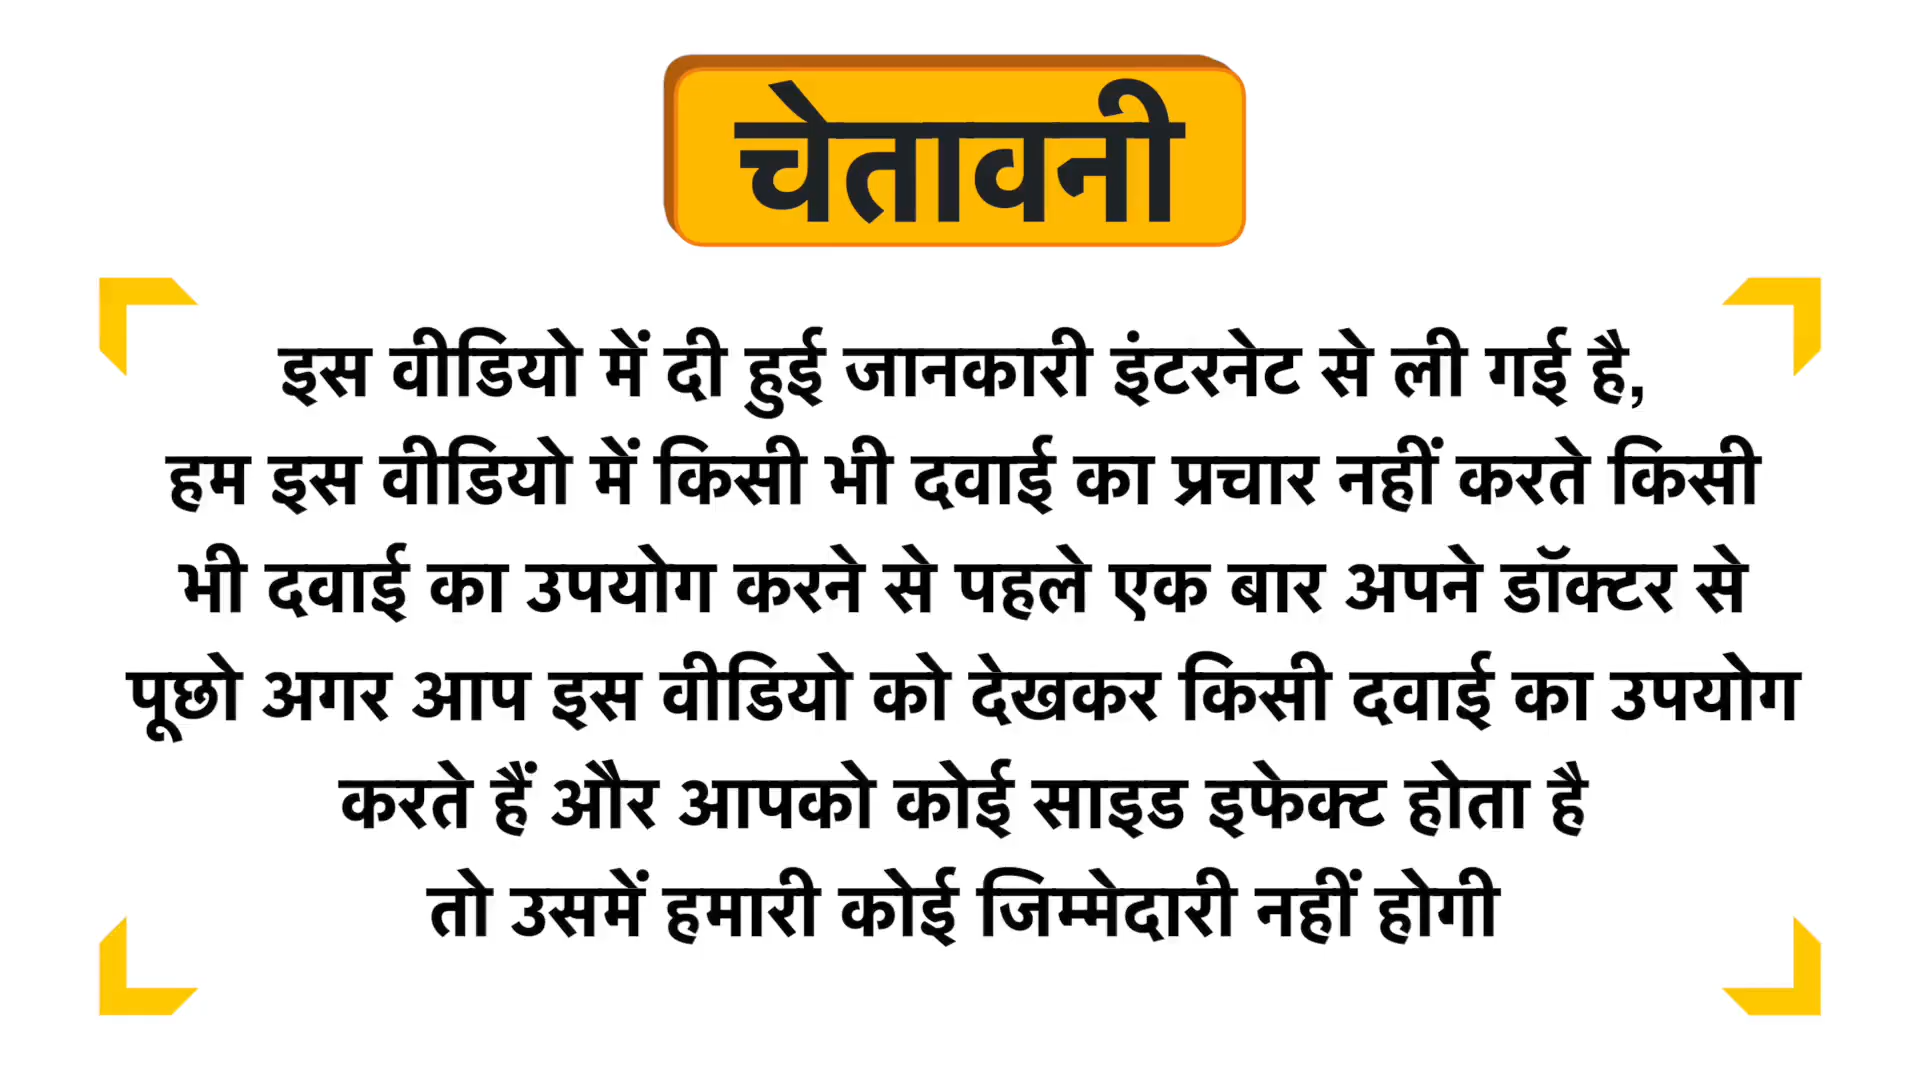 चेतावनी
इस वीडियो में दी हुई जानकारी इंटरनेट से ली गई है,
हम इस वीडियो में किसी भी दवाई का प्रचार नहीं करते किसी
भी दवाई का उपयोग करने से पहले एक बार अपने डॉक्टर से
पूछो अगर आप इस वीडियो को देखकर किसी दवाई का उपयोग
करते हैं और आपको कोई साइड इफेक्ट होता है
तो उसमें हमारी कोई जिम्मेदारी नहीं होगी